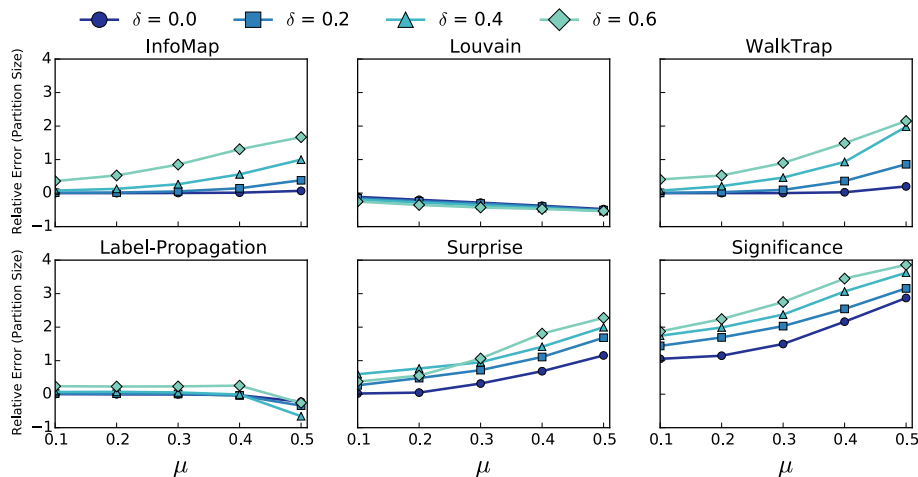 δ = 0.0 δ = 0.2 δ = 0.4 δ = 0.6
InfoMap Louvain WalkTrap
Relative Error (Partition Size)
4
3
2
1
0
−1
Label-Propagation Surprise Significance
Relative Error (Partition Size)
4
3
2
1
0
−1
0.1 0.2 0.3 0.4 0.5 0.1 0.2 0.3 0.4 0.5 0.1 0.2 0.3 0.4 0.5
μ μ μ